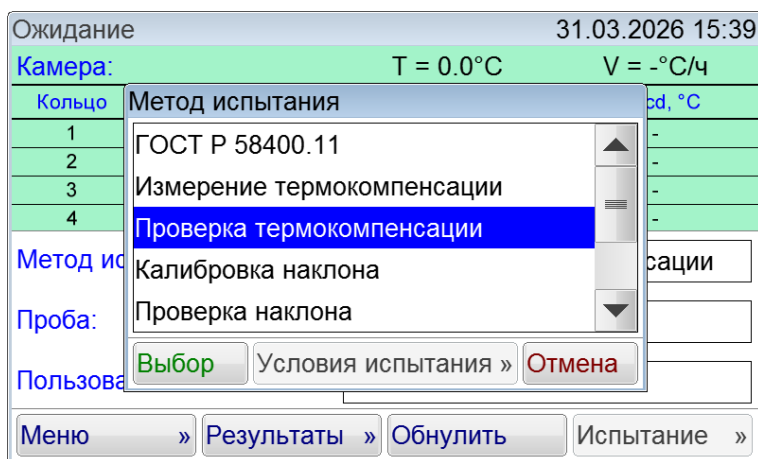 Ожидание 31.03.2026 15:39
Камера: T = 0.0°C V = -°C/ч
Кольцо cd, °C
Метод испытания
1 -
2 -
3 -
4 -
ГОСТ Р 58400.11
Измерение термокомпенсации
Проверка термокомпенсации
Калибровка наклона
Проверка наклона
Метод ис сации
Проба:
Пользова
Выбор Условия испытания » Отмена
Меню » Результаты » Обнулить Испытание »